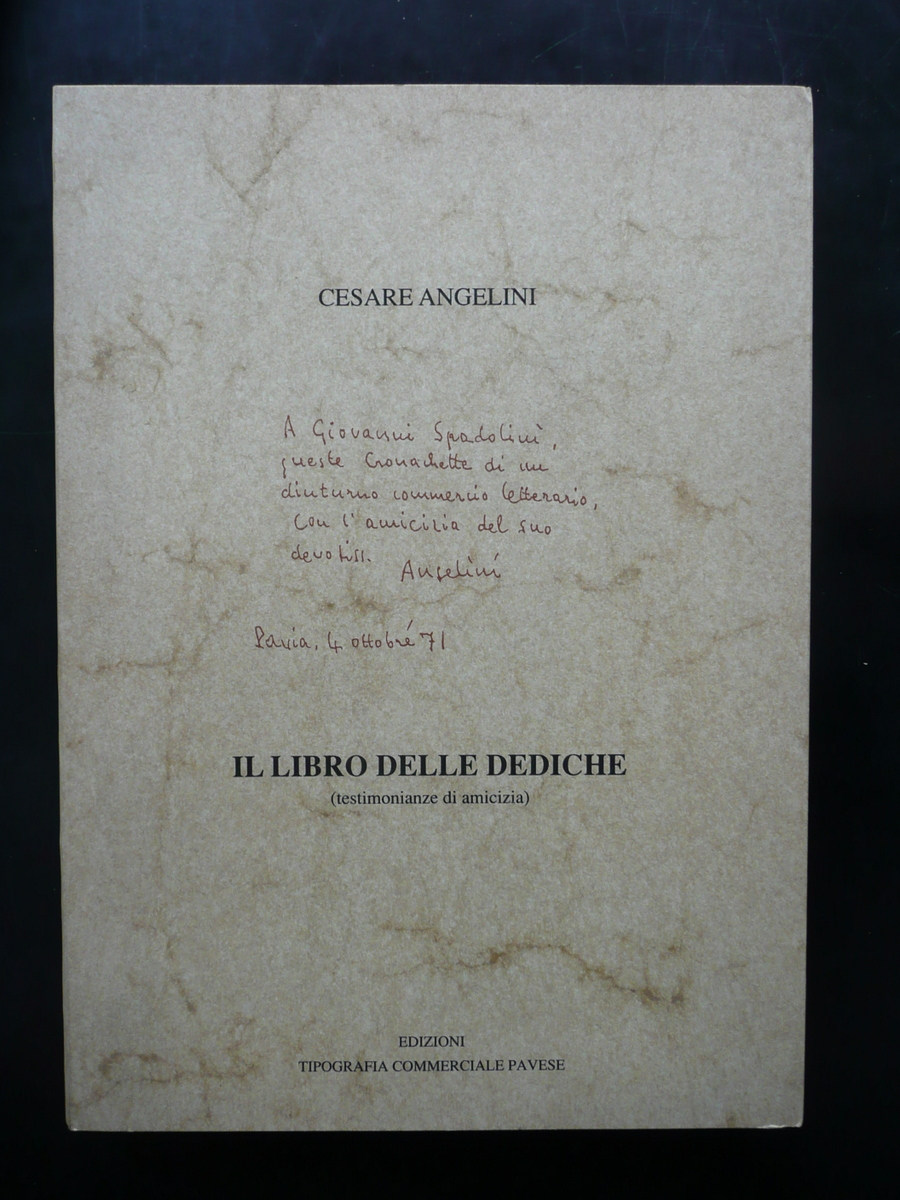 CESARE ANGELINI
A Giovanni Spadolini,
queste Cronachette di un
diuturno commercio letterario,
con l'amicizia del suo
devotiss.
Angelini
Pavia, 4 ottobre 71
IL LIBRO DELLE DEDICHE
(testimonianze di amicizia)
EDIZIONI
TIPOGRAFIA COMMERCIALE PAVESE